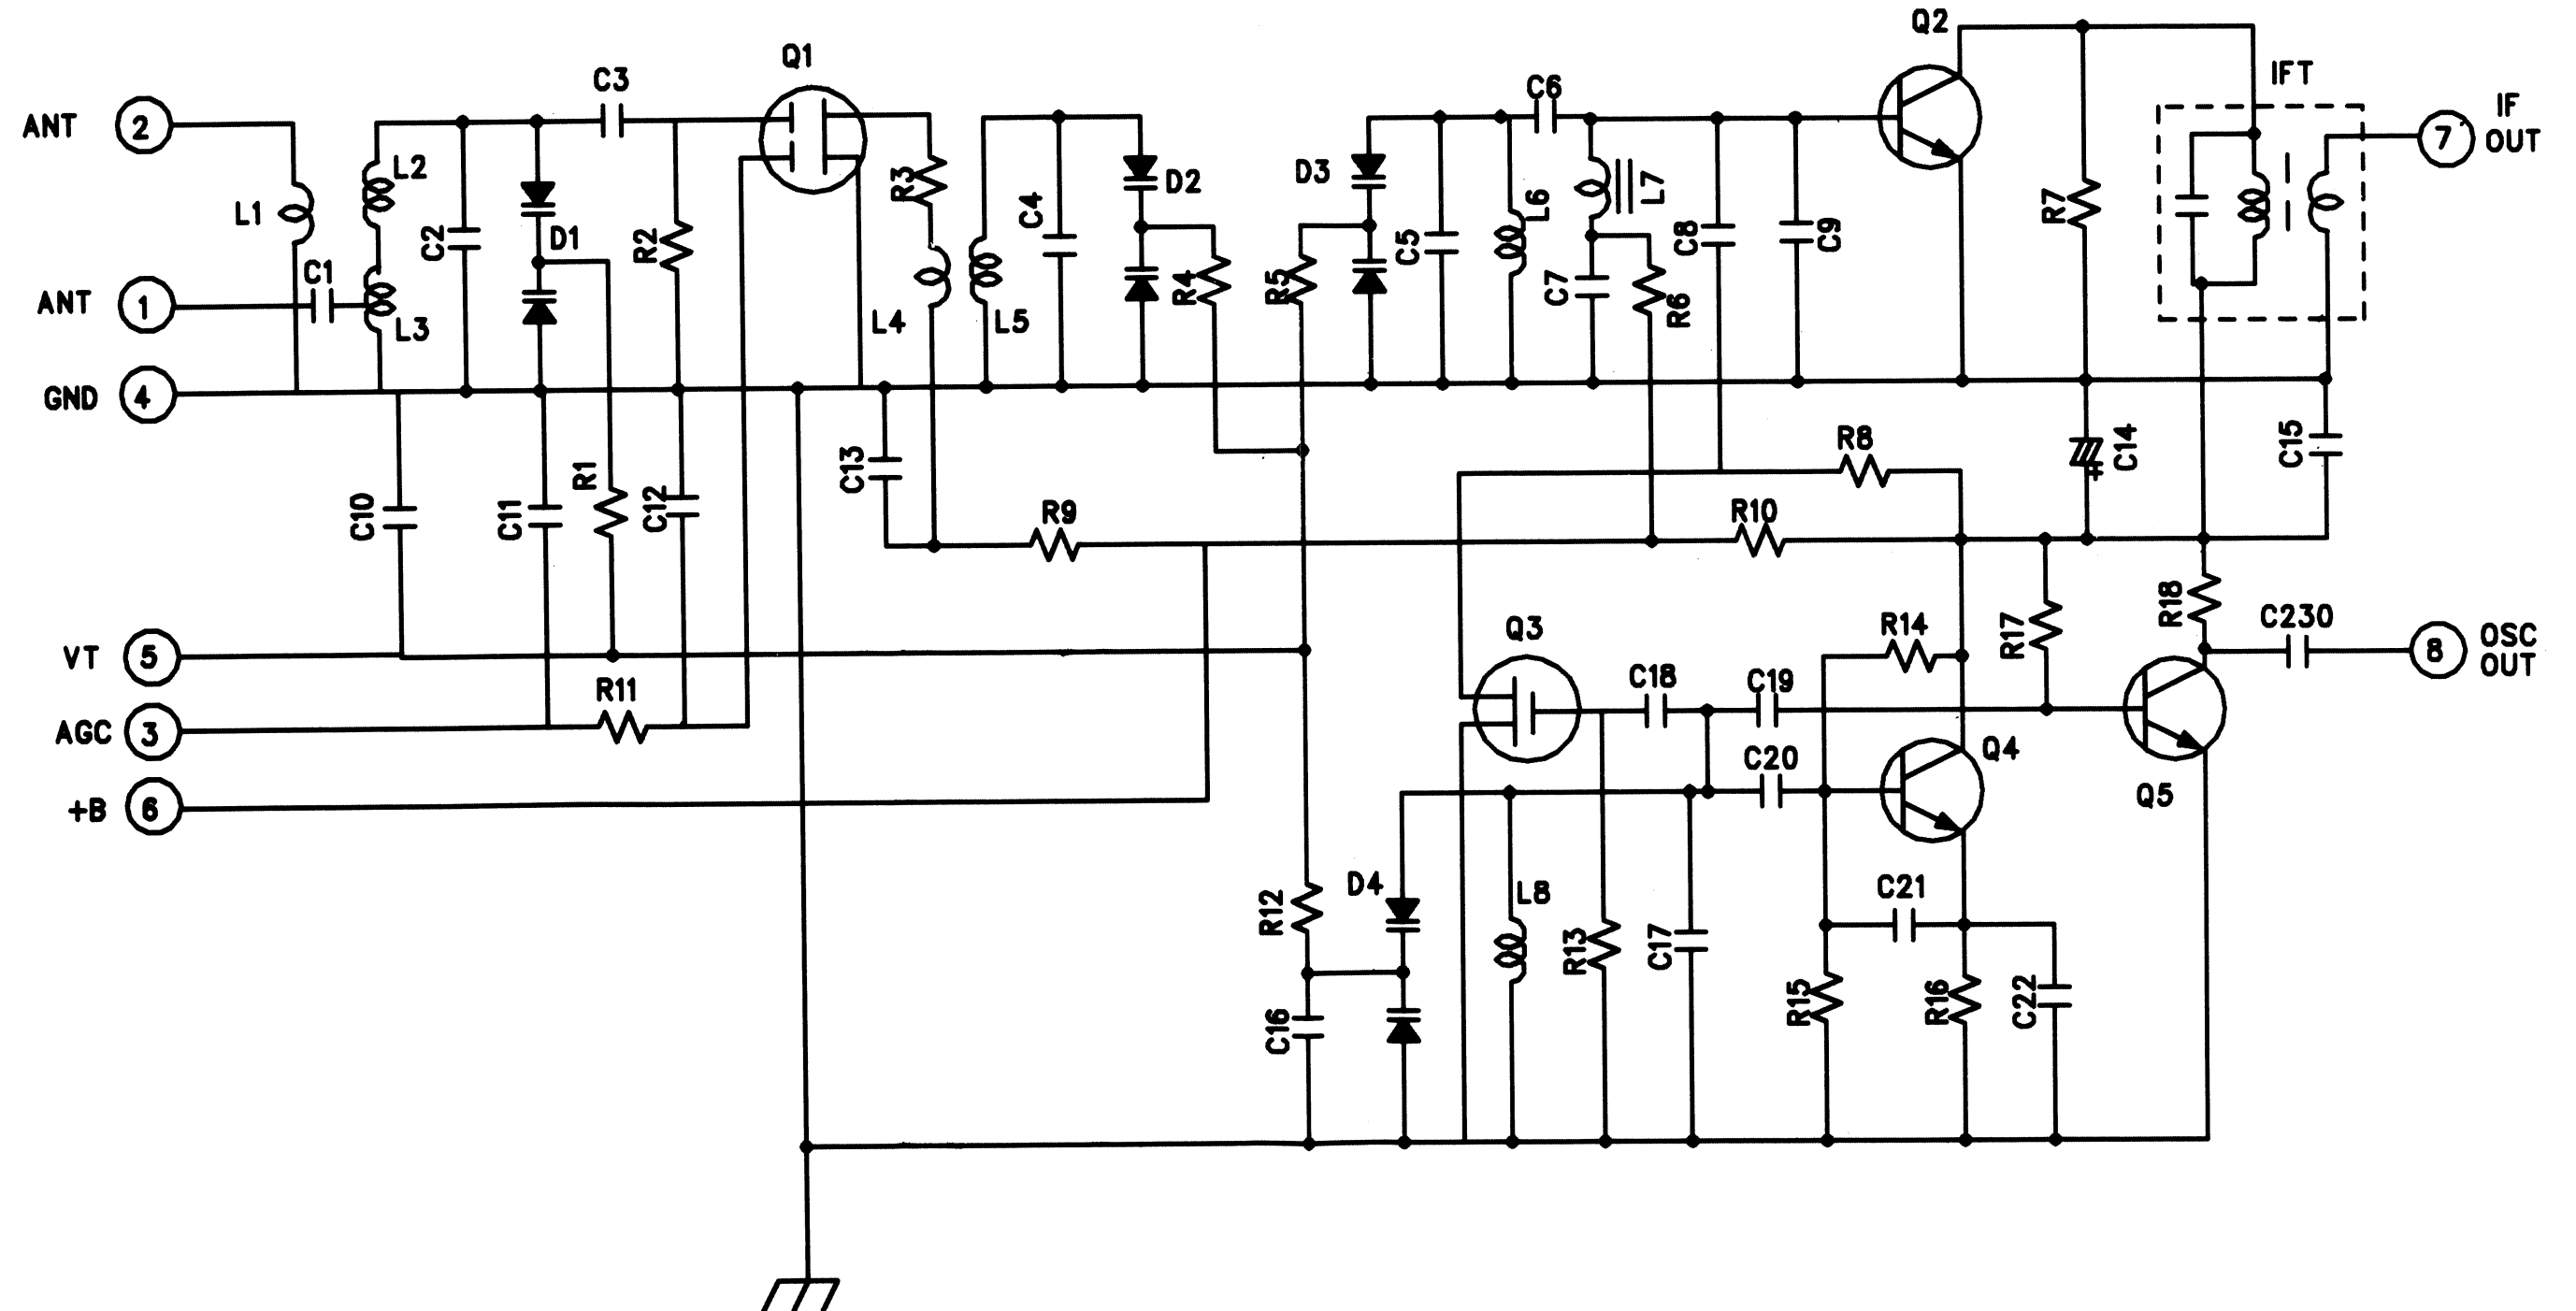 Q2
Q1
IFT
C3
C6
IF
OUT
ANT 2
7
L2
D2
D3
R3
L7
L1
C4
L6
R7
D1
C2
R2
C5
C8
C9
C1
R4
R5
C7
R6
ANT 1
L3
L4
L5
GND 4
R8
C14
C15
C13
R1
C10
C11
C12
R9
R10
+
R18
C230
Q3
R14
R17
OSC
OUT
8
VT 5
R11
C18
C19
AGC 3
Q4
C20
Q5
+B 6
D4
L8
C21
R12
R13
C17
R15
R16
C22
C16